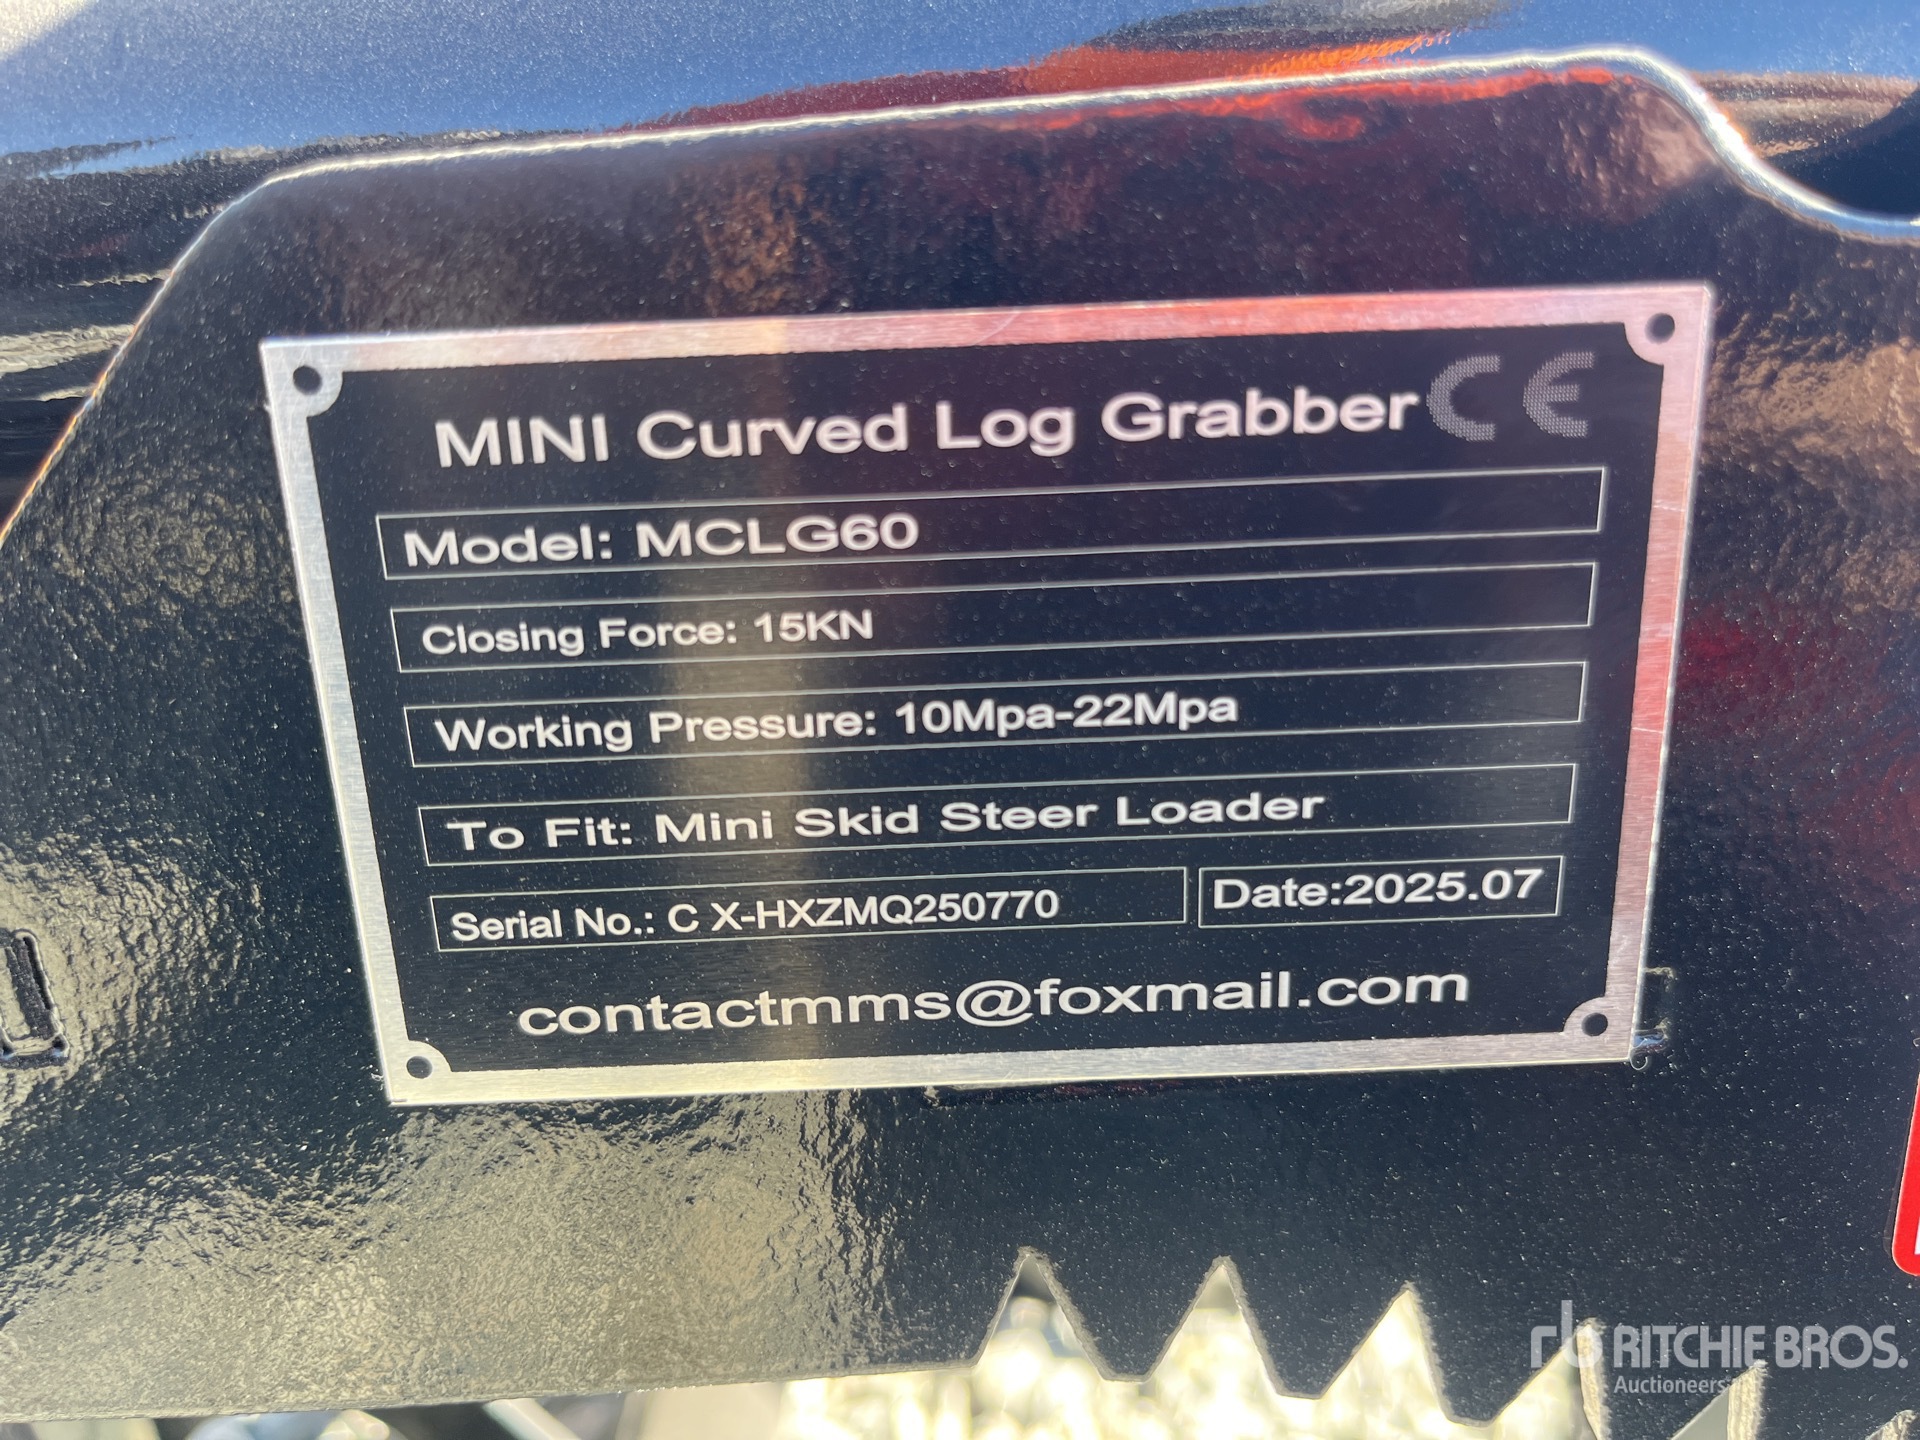 MINI Curved Log Grabber CE
Model: MCLG60
Closing Force: 15KN
Working Pressure: 10Mpa-22Mpa
To Fit: Mini Skid Steer Loader
Serial No.: C X-HXZMQ250770 Date:2025.07
contactmms@foxmail.com
rb RITCHIE BROS.
Auctioneers